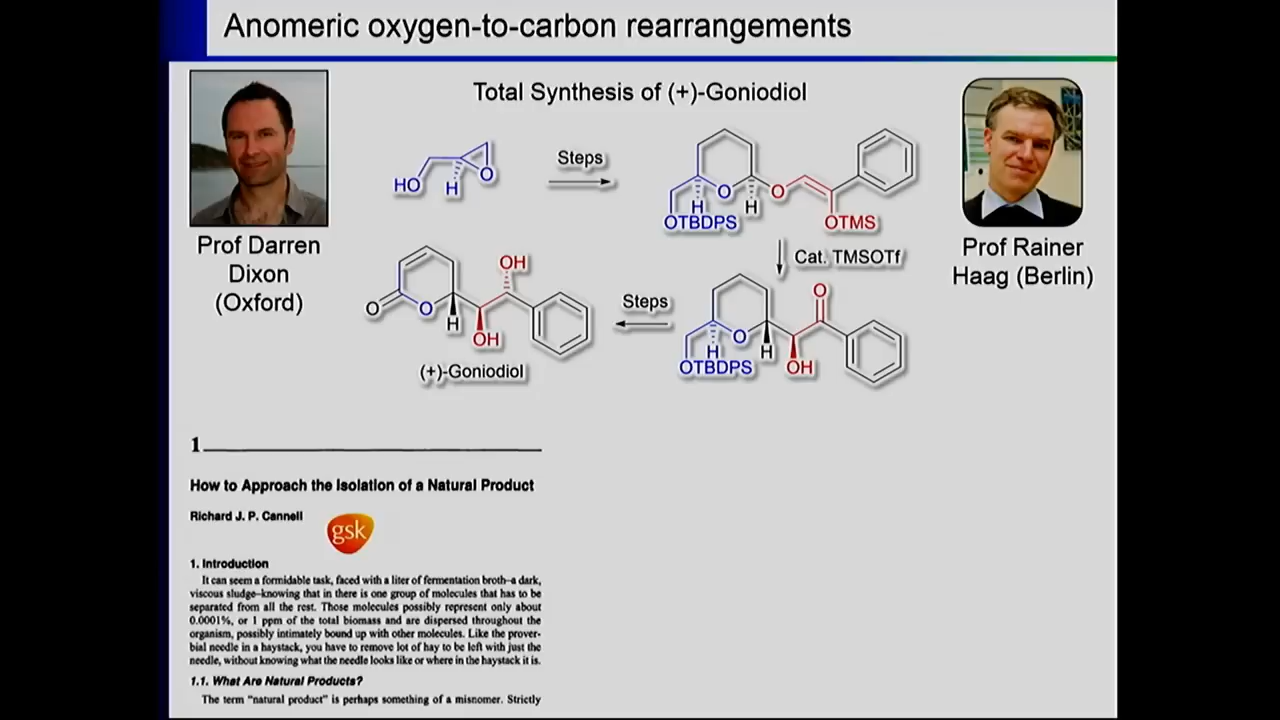 Anomeric oxygen-to-carbon rearrangements
Total Synthesis of (+)-Goniodiol
Prof Darren
Dixon
(Oxford)
HO
H
O
Steps
O
H
H
O
OTBDPS
OTMS
Prof Rainer
Haag (Berlin)
Cat. TMSOTf
O
O
H
OH
OH
(+)-Goniodiol
Steps
O
H
O
H
OH
OTBDPS
1
How to Approach the Isolation of a Natural Product
Richard J. P. Cannell
gsk
1. Introduction
It can seem a formidable task, faced with a liter of fermentation broth–a dark,
viscous sludge–knowing that in there is one group of molecules that has to be
separated from all the rest. Those molecules possibly represent only about
0.0001%, or 1 ppm of the total biomass and are dispersed throughout the
organism, possibly intimately bound up with other molecules. Like the prover-
bial needle in a haystack, you have to remove lot of hay to be left with just the
needle, without knowing what the needle looks like or where in the haystack it is.
1.1. What Are Natural Products?
The term "natural product" is perhaps something of a misnomer. Strictly